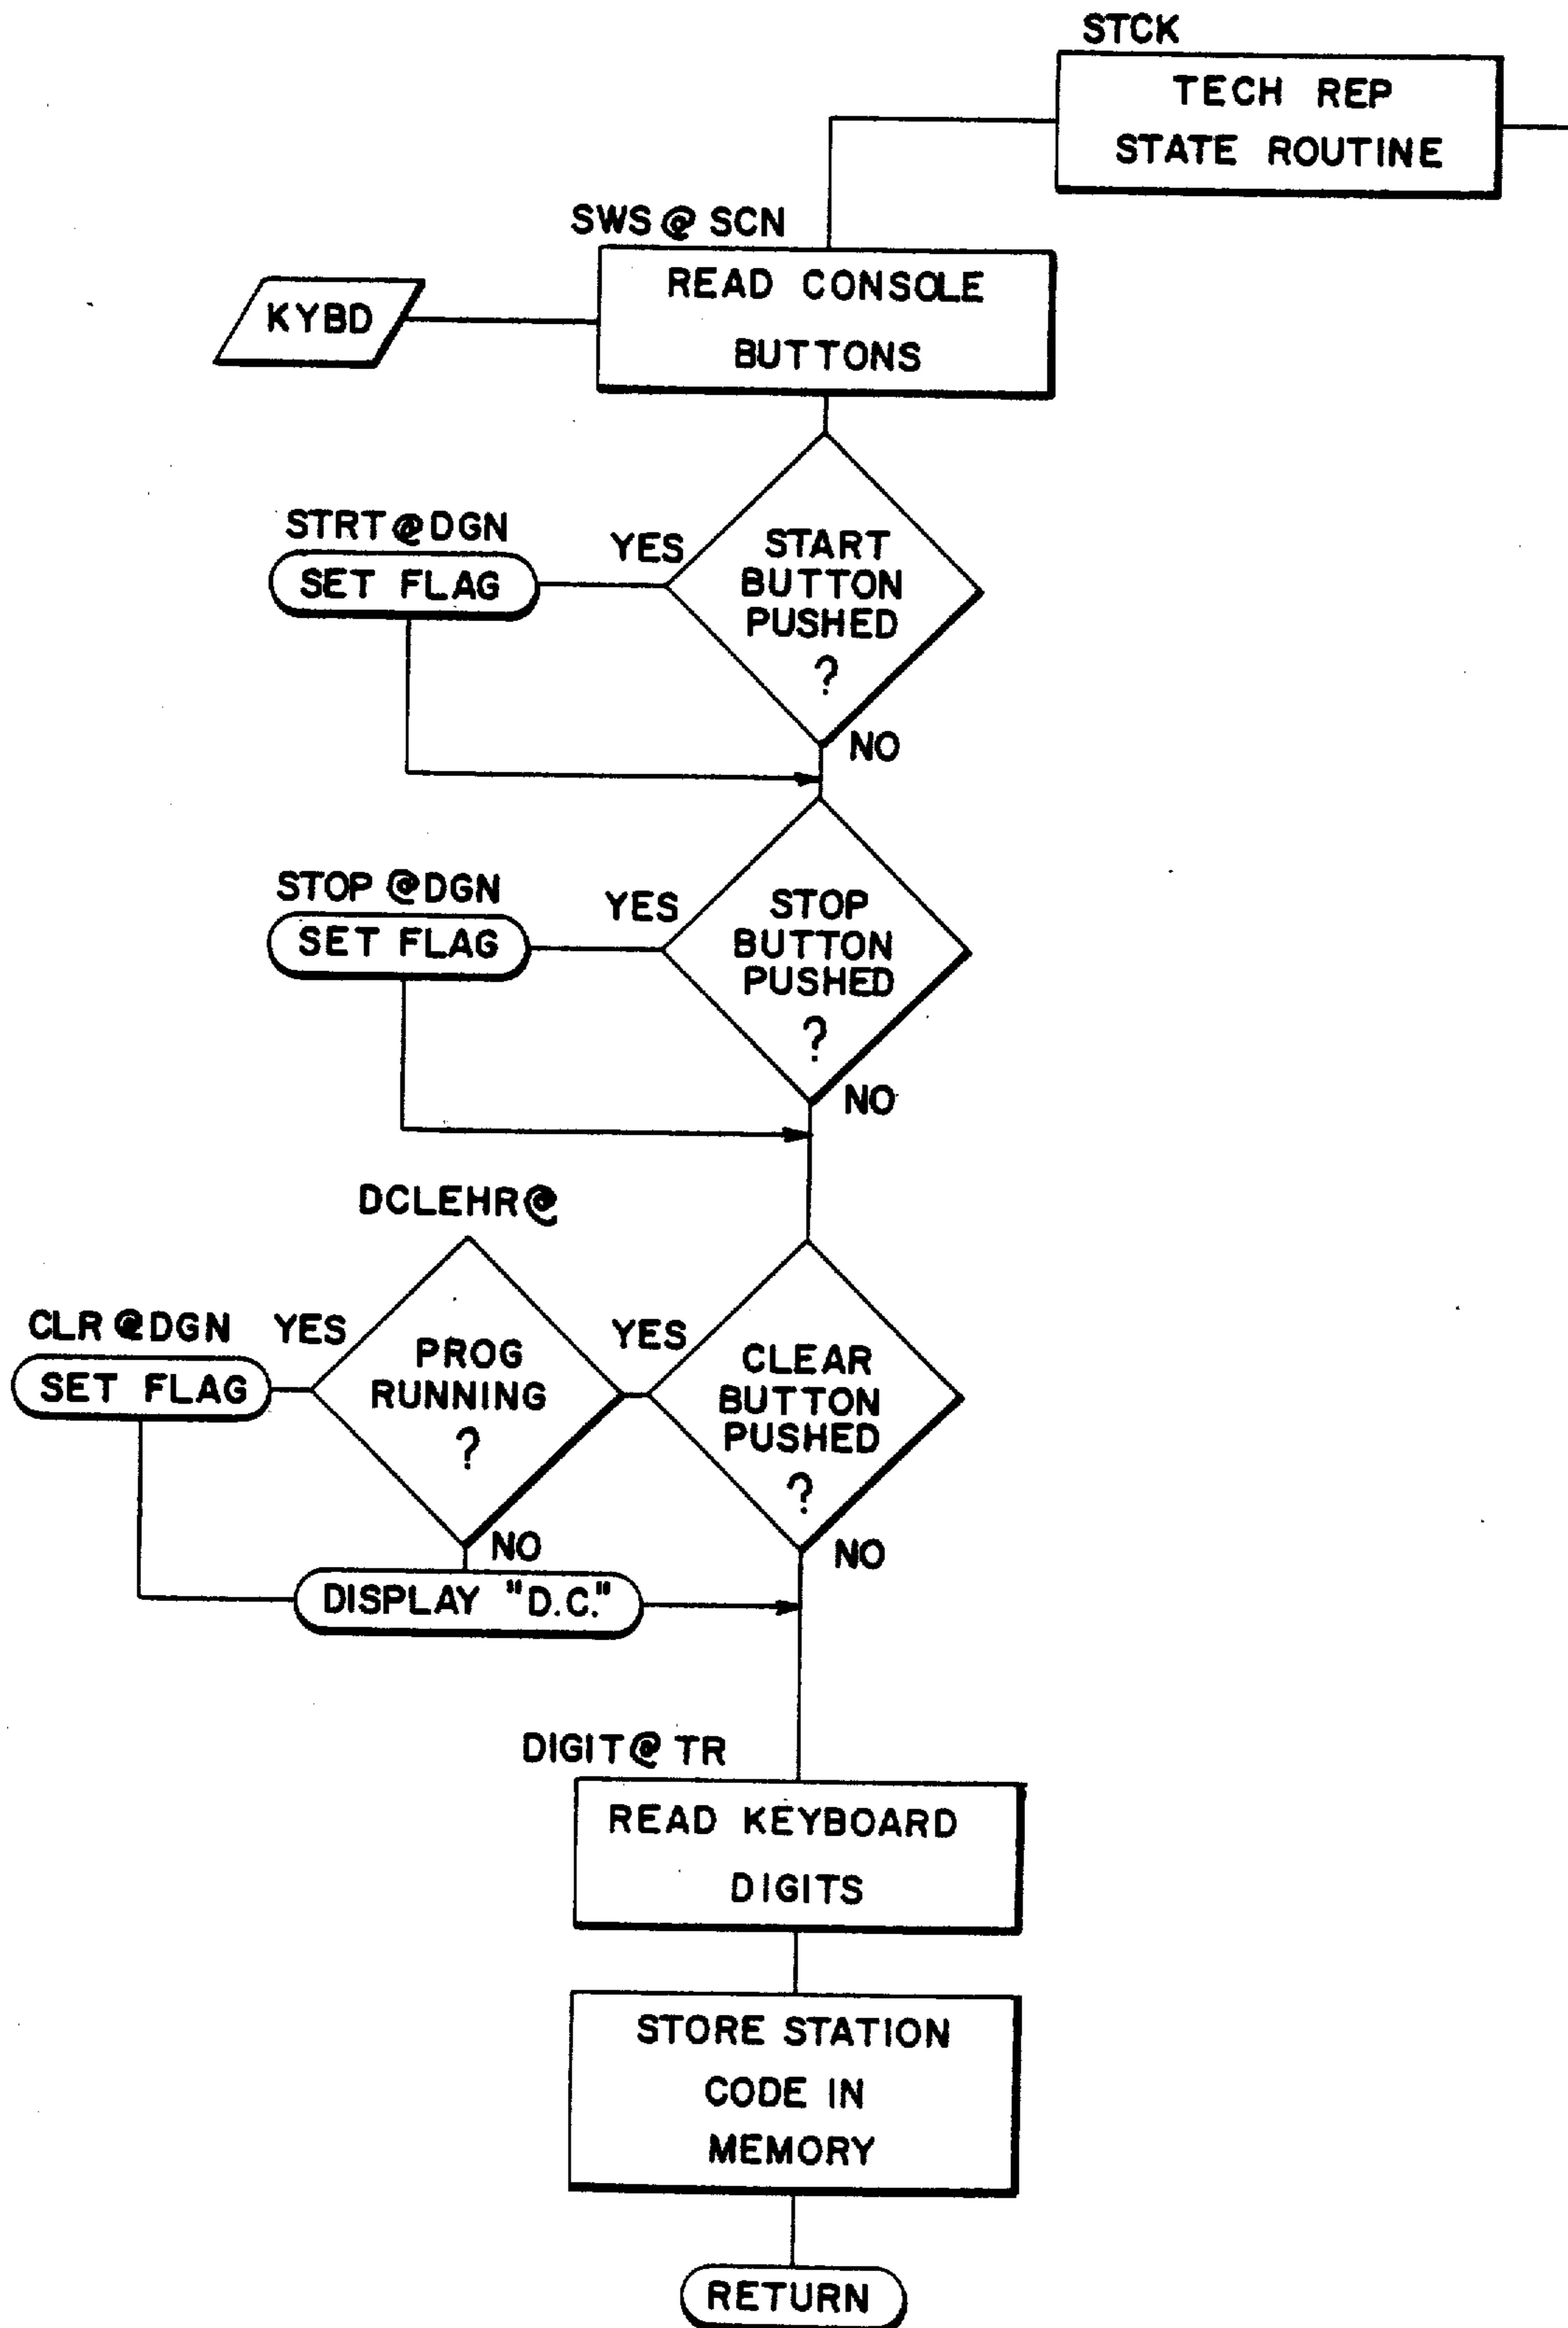 STCK
TECH REP
STATE ROUTINE
SWS @ SCN
READ CONSOLE
BUTTONS
KYBD
STRT @ DGN
SET FLAG
YES
START
BUTTON
PUSHED
?
NO
STOP @ DGN
SET FLAG
YES
STOP
BUTTON
PUSHED
?
NO
DCLEHR @
CLR @ DGN
SET FLAG
YES
PROG
RUNNING
?
NO
YES
CLEAR
BUTTON
PUSHED
?
NO
DISPLAY "D.C."
DIGIT @ TR
READ KEYBOARD
DIGITS
STORE STATION
CODE IN
MEMORY
RETURN